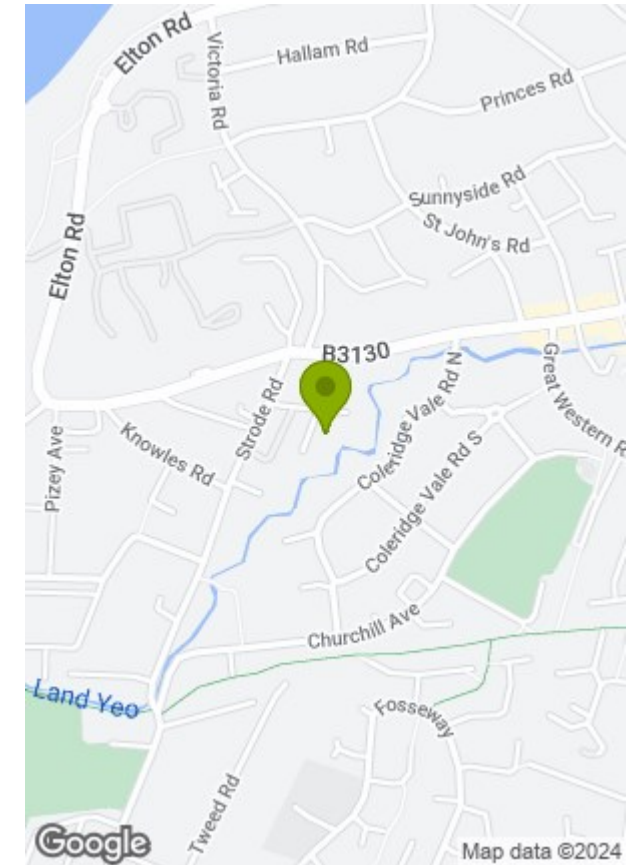 Elton Rd
Victoria Rd
Hallam Rd
Princes Rd
Sunnyside Rd
St John's Rd
Elton Rd
B3130
Strode Rd
Coleridge Vale Rd N
Great Western R
Knowles Rd
Pizey Ave
Coleridge Vale Rd S
Churchill Ave
Land Yeo
Fosseway
Tweed Rd
Google
Map data ©2024